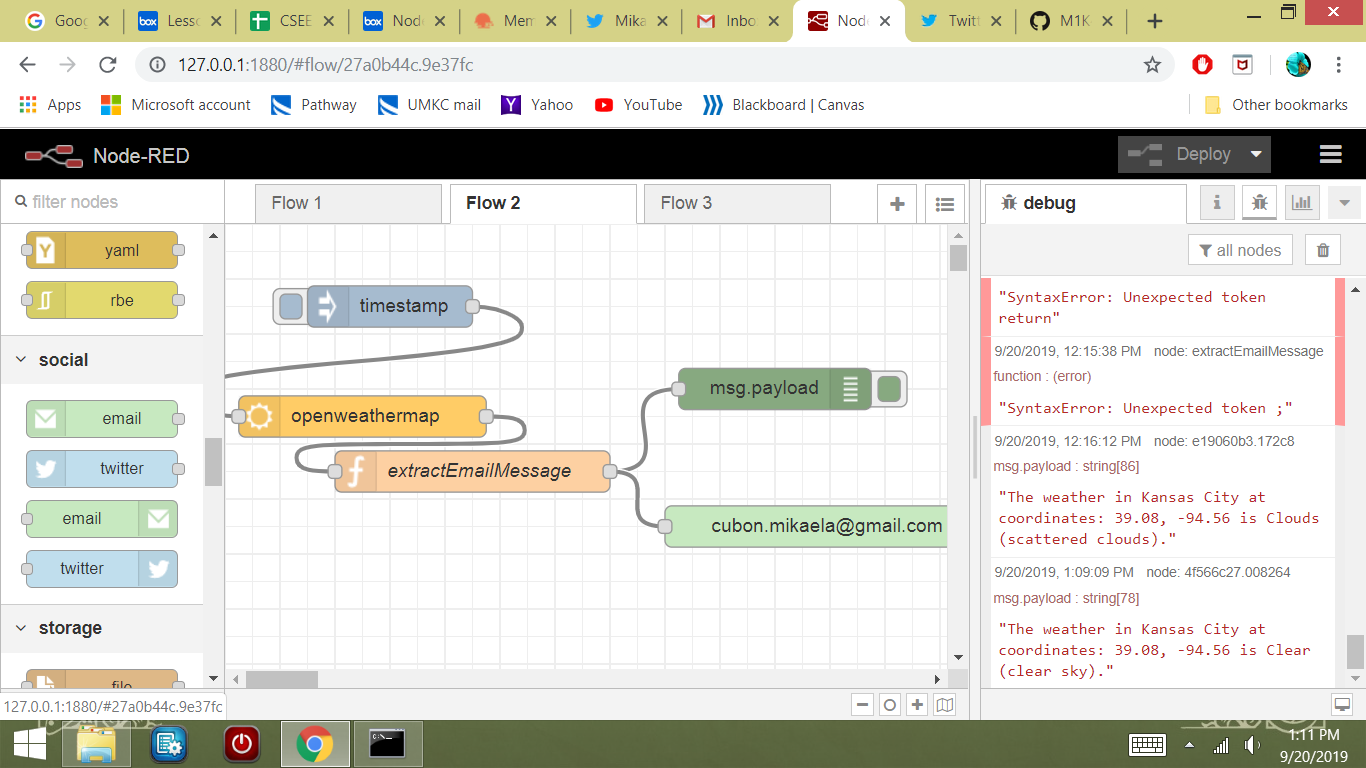 Goog
Lesso
CSEE
Node
Mem
Mika
Inbo
Node
Twitt
M1K
127.0.0.1:1880/#flow/27a0b44c.9e37fc
Apps
Microsoft account
Pathway
UMKC mail
Yahoo
YouTube
Blackboard | Canvas
Other bookmarks
Node-RED
Deploy
filter nodes
Flow 1
Flow 2
Flow 3
debug
all nodes
yaml
rbe
social
email
twitter
email
twitter
storage
file
timestamp
openweathermap
extractEmailMessage
msg.payload
cubon.mikaela@gmail.com
"SyntaxError: Unexpected token
return"
9/20/2019, 12:15:38 PM node: extractEmailMessage
function : (error)
"SyntaxError: Unexpected token ;"
9/20/2019, 12:16:12 PM node: e19060b3.172c8
msg.payload : string[86]
"The weather in Kansas City at
coordinates: 39.08, -94.56 is Clouds
(scattered clouds)."
9/20/2019, 1:09:09 PM node: 4f566c27.008264
msg.payload : string[78]
"The weather in Kansas City at
coordinates: 39.08, -94.56 is Clear
(clear sky)."
127.0.0.1:1880/#27a0b44c.9e37fc
1:11 PM
9/20/2019